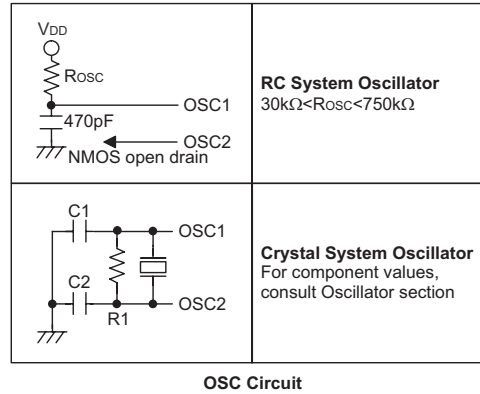 VDD
ROSC
OSC1
470pF
OSC2
NMOS open drain
RC System Oscillator
30kΩ<ROSC<750kΩ
C1
OSC1
C2
OSC2
R1
Crystal System Oscillator
For component values,
consult Oscillator section
OSC Circuit